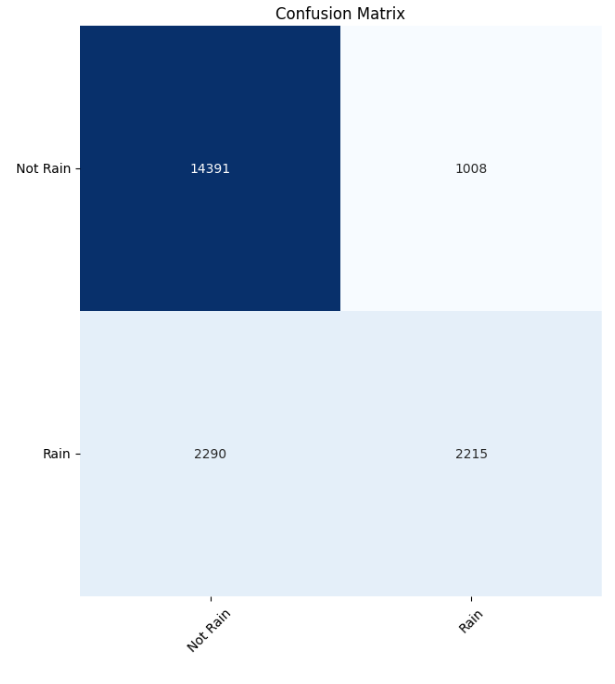 Confusion Matrix
Not Rain 14391 1008
Rain 2290 2215
Not Rain Rain